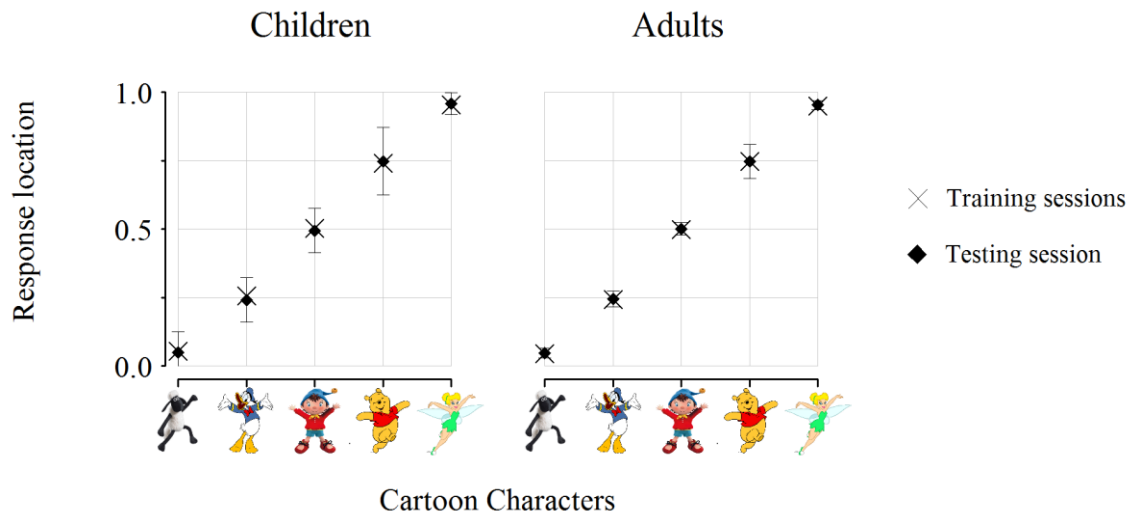 Children
Adults
Response location
1.0
0.5
0.0
Training sessions
Testing session
Cartoon Characters